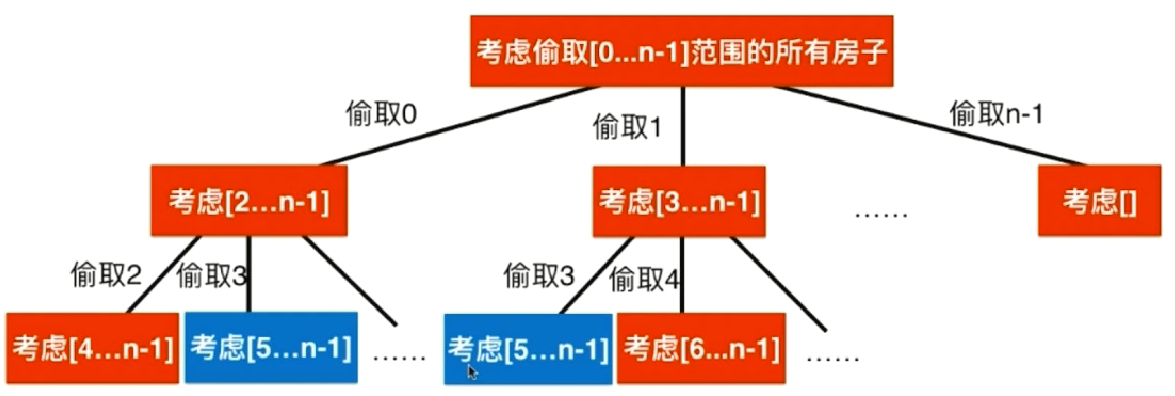 考虑偷取[0...n-1]范围的所有房子
偷取0
偷取1
偷取n-1
考虑[2...n-1]
考虑[3...n-1]
......
考虑[]
偷取2
偷取3
偷取3
偷取4
考虑[4...n-1]
考虑[5...n-1]
......
考虑[5...n-1]
考虑[6...n-1]
......